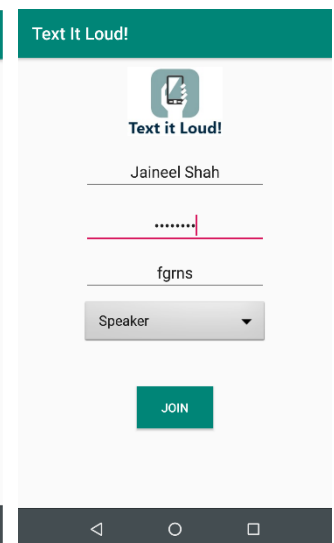 Text It Loud!
Text it Loud!
Jaineel Shah
••••••••
fgrns
Speaker
JOIN